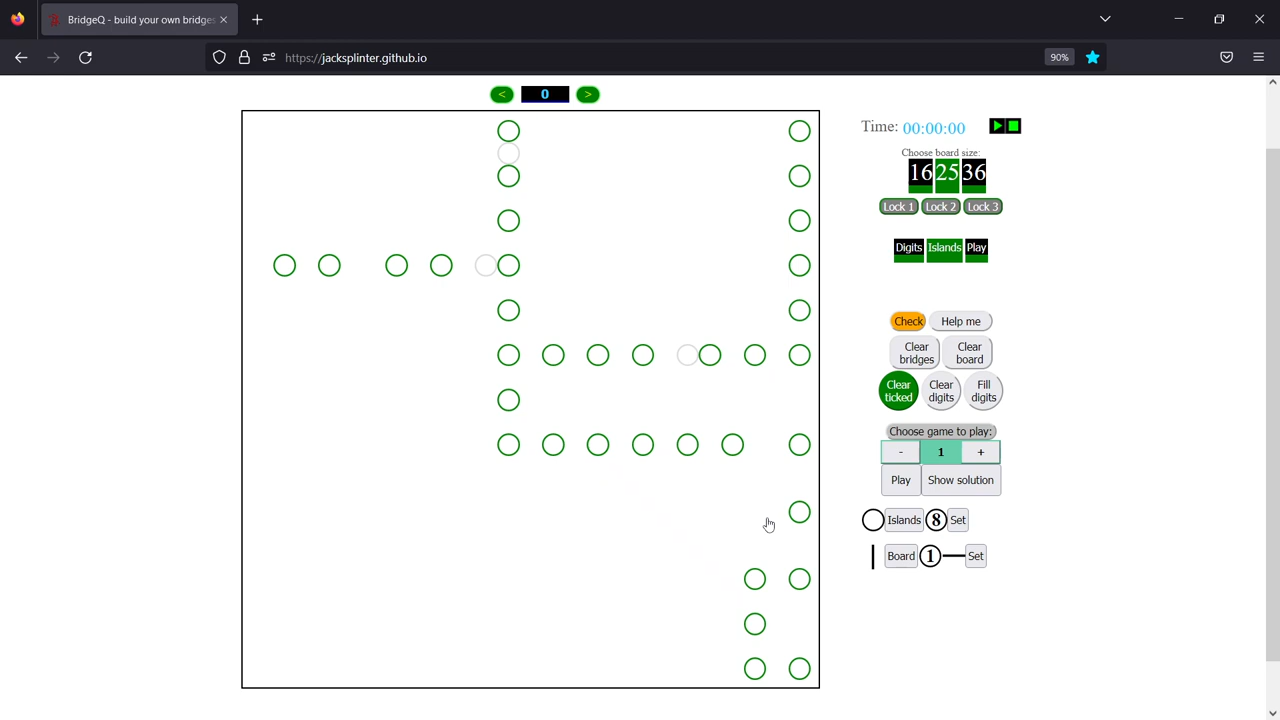 BridgeQ - build your own bridges
https://jacksplinter.github.io
90%
< 0 >
Time: 00:00:00
Choose board size:
16 25 36
Lock 1 Lock 2 Lock 3
Digits Islands Play
Check Help me
Clear bridges Clear board
Clear ticked Clear digits Fill digits
Choose game to play:
- 1 +
Play Show solution
Islands 8 Set
Board 1 Set